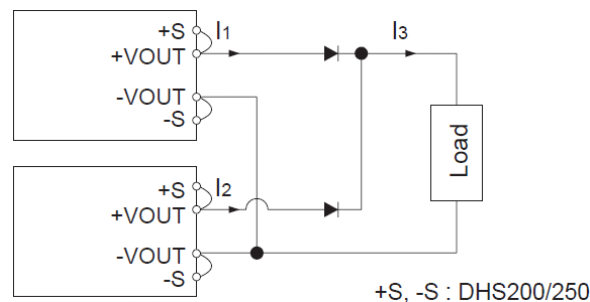 +S I1 I3
+VOUT
-VOUT
-S
Load
+S I2
+VOUT
-VOUT
-S
+S, -S : DHS200/250